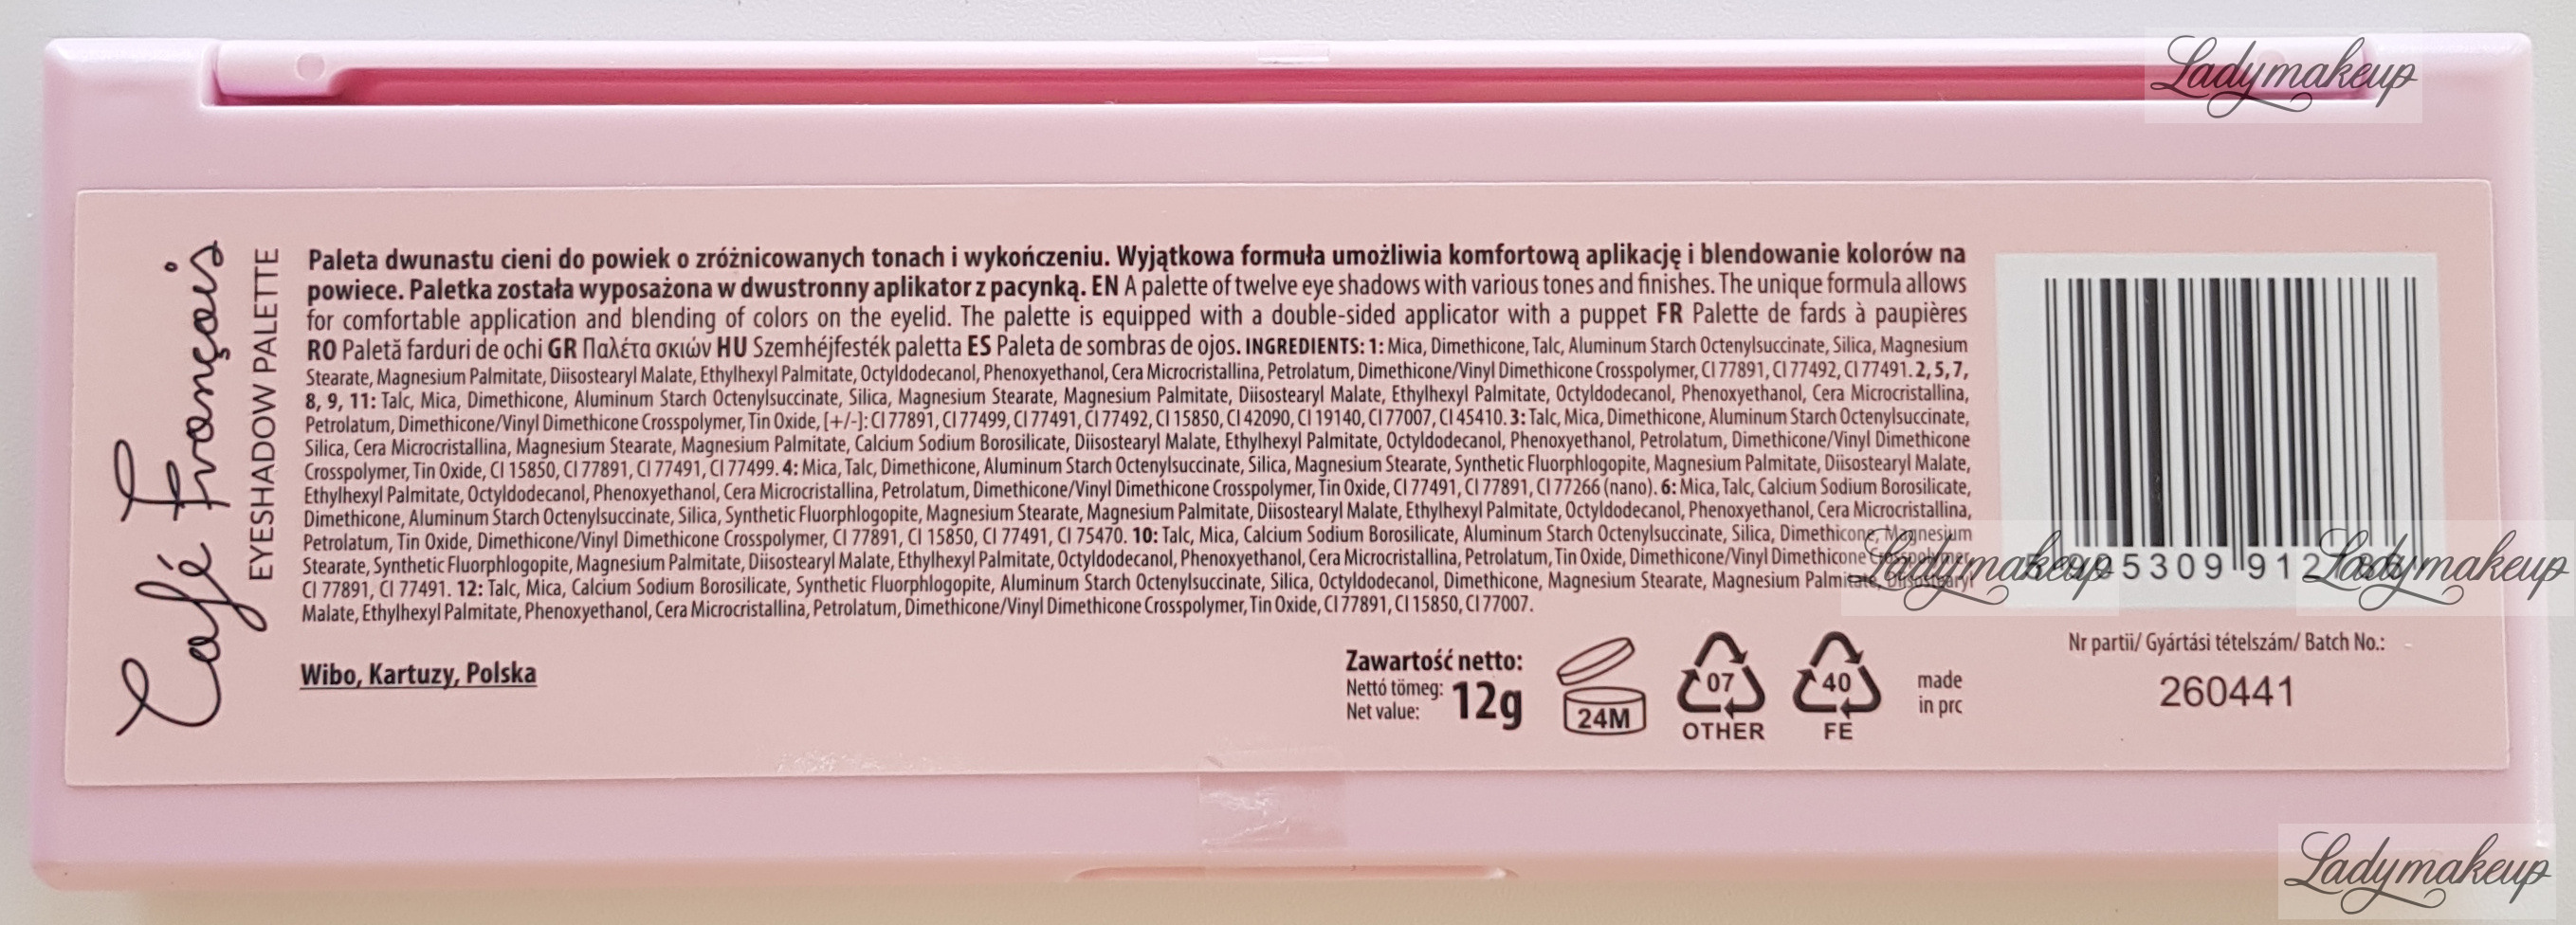 Ladymakeup
Café Français
EYESHADOW PALETTE
Paleta dwunastu cieni do powiek o zróżnicowanych tonach i wykończeniu. Wyjątkowa formuła umożliwia komfortową aplikację i blendowanie kolorów na
powiece. Paletka została wyposażona w dwustronny aplikator z pacynką. EN A palette of twelve eye shadows with various tones and finishes. The unique formula allows
for comfortable application and blending of colors on the eyelid. The palette is equipped with a double-sided applicator with a puppet FR Palette de fards à paupières
RO Paletă farduri de ochi GR Παλέτα σκιών HU Szemhéjfesték paletta ES Paleta de sombras de ojos. INGREDIENTS: 1: Mica, Dimethicone, Talc, Aluminum Starch Octenylsuccinate, Silica, Magnesium
Stearate, Magnesium Palmitate, Diisostearyl Malate, Ethylhexyl Palmitate, Octyldodecanol, Phenoxyethanol, Cera Microcristallina, Petrolatum, Dimethicone/Vinyl Dimethicone Crosspolymer, CI 77891, CI 77492, CI 77491. 2, 5, 7,
8, 9, 11: Talc, Mica, Dimethicone, Aluminum Starch Octenylsuccinate, Silica, Magnesium Stearate, Magnesium Palmitate, Diisostearyl Malate, Ethylhexyl Palmitate, Octyldodecanol, Phenoxyethanol, Cera Microcristallina,
Petrolatum, Dimethicone/Vinyl Dimethicone Crosspolymer, Tin Oxide, [+/-]: CI 77891, CI 77499, CI 77491, CI 77492, CI 15850, CI 42090, CI 19140, CI 77007, CI 45410. 3: Talc, Mica, Dimethicone, Aluminum Starch Octenylsuccinate,
Silica, Cera Microcristallina, Magnesium Stearate, Magnesium Palmitate, Calcium Sodium Borosilicate, Diisostearyl Malate, Ethylhexyl Palmitate, Octyldodecanol, Phenoxyethanol, Petrolatum, Dimethicone/Vinyl Dimethicone
Crosspolymer, Tin Oxide, CI 15850, CI 77891, CI 77491, CI 77499. 4: Mica, Talc, Dimethicone, Aluminum Starch Octenylsuccinate, Silica, Magnesium Stearate, Synthetic Fluorphlogopite, Magnesium Palmitate, Diisostearyl Malate,
Ethylhexyl Palmitate, Octyldodecanol, Phenoxyethanol, Cera Microcristallina, Petrolatum, Dimethicone/Vinyl Dimethicone Crosspolymer, Tin Oxide, CI 77491, CI 77891, CI 77266 (nano). 6: Mica, Talc, Calcium Sodium Borosilicate,
Dimethicone, Aluminum Starch Octenylsuccinate, Silica, Synthetic Fluorphlogopite, Magnesium Stearate, Magnesium Palmitate, Diisostearyl Malate, Ethylhexyl Palmitate, Octyldodecanol, Phenoxyethanol, Cera Microcristallina,
Petrolatum, Tin Oxide, Dimethicone/Vinyl Dimethicone Crosspolymer, CI 77891, CI 15850, CI 77491, CI 75470. 10: Talc, Mica, Calcium Sodium Borosilicate, Aluminum Starch Octenylsuccinate, Silica, Dimethicone, Magnesium
Stearate, Synthetic Fluorphlogopite, Magnesium Palmitate, Diisostearyl Malate, Ethylhexyl Palmitate, Octyldodecanol, Phenoxyethanol, Cera Microcristallina, Petrolatum, Tin Oxide, Dimethicone/Vinyl Dimethicone Crosspolymer,
CI 77891, CI 77491. 12: Talc, Mica, Calcium Sodium Borosilicate, Synthetic Fluorphlogopite, Aluminum Starch Octenylsuccinate, Silica, Octyldodecanol, Dimethicone, Magnesium Stearate, Magnesium Palmitate, Diisostearyl
Malate, Ethylhexyl Palmitate, Phenoxyethanol, Cera Microcristallina, Petrolatum, Dimethicone/Vinyl Dimethicone Crosspolymer, Tin Oxide, CI 77891, CI 15850, CI 77007.
Ladymakeup
Ladymakeup
Wibo, Kartuzy, Polska
Zawartość netto:
Nettó tömeg:
Net value:
12g
24M
07
OTHER
40
FE
made
in prc
Nr partii/ Gyártási tételszám/ Batch No.:
260441
Ladymakeup